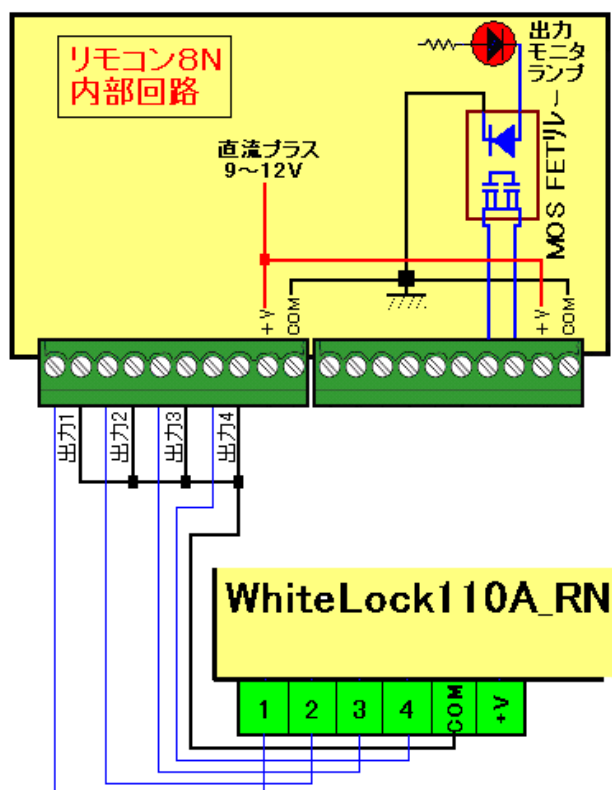 リモコン8N
内部回路
出力
モニタ
ランプ
MOS FETリレー
直流プラス
9～12V
+V
COM
+V
COM
出力1
出力2
出力3
出力4
WhiteLock110A_RN
1
2
3
4
COM
+V